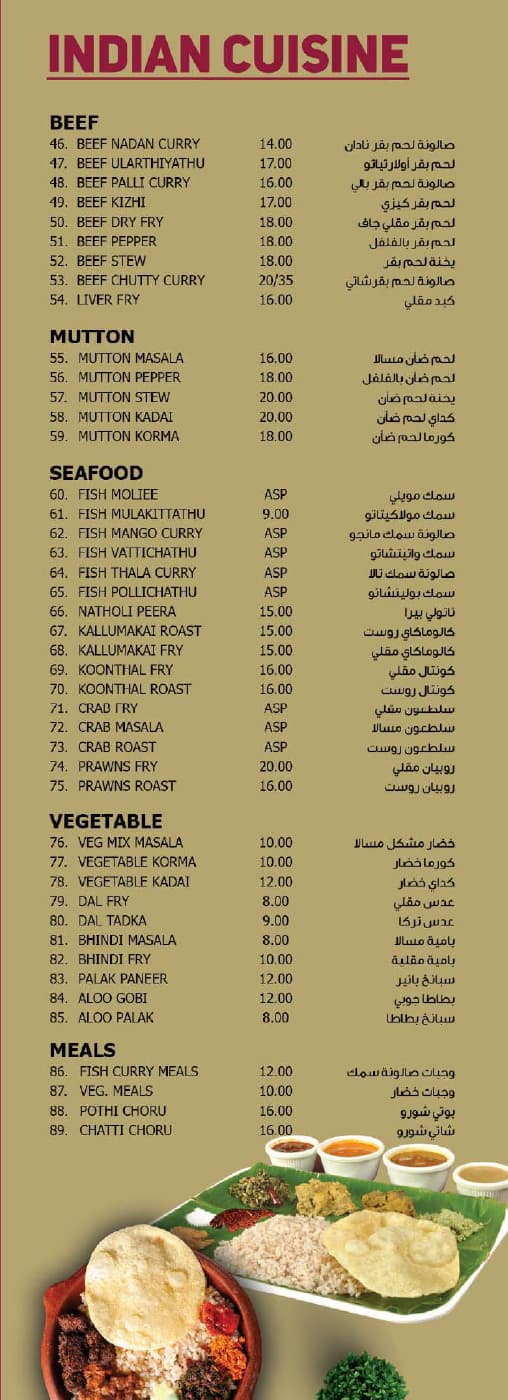 INDIAN CUISINE
BEEF
46. BEEF NADAN CURRY 14.00 صالونة لحم بقر نادان
47. BEEF ULARTHIYATHU 17.00 لحم بقر أولارثياتو
48. BEEF PALLI CURRY 16.00 صالونة لحم بقر بالي
49. BEEF KIZHI 17.00 لحم بقر كيزي
50. BEEF DRY FRY 18.00 لحم بقر مقلي جاف
51. BEEF PEPPER 18.00 لحم بقر بالفلفل
52. BEEF STEW 18.00 يخنة لحم بقر
53. BEEF CHUTTY CURRY 20/35 صالونة لحم بقر شاتي
54. LIVER FRY 16.00 كبد مقلي
MUTTON
55. MUTTON MASALA 16.00 لحم ضأن مسالا
56. MUTTON PEPPER 18.00 لحم ضأن بالفلفل
57. MUTTON STEW 20.00 يخنة لحم ضأن
58. MUTTON KADAI 20.00 كداي لحم ضأن
59. MUTTON KORMA 18.00 كورما لحم ضأن
SEAFOOD
60. FISH MOLIEE ASP سمك مويلي
61. FISH MULAKITTATHU 9.00 سمك مولاكيتاتو
62. FISH MANGO CURRY ASP صالونة سمك مانجو
63. FISH VATTICHATHU ASP سمك واتيتشاتو
64. FISH THALA CURRY ASP صالونة سمك تالا
65. FISH POLLICHATHU ASP سمك بوليتشاتو
66. NATHOLI PEERA 15.00 ناتولي بيرا
67. KALLUMAKAI ROAST 15.00 كالوماكاي روست
68. KALLUMAKAI FRY 15.00 كالوماكاي مقلي
69. KOONTHAL FRY 16.00 كونتال مقلي
70. KOONTHAL ROAST 16.00 كونتال روست
71. CRAB FRY ASP سلطعون مقلي
72. CRAB MASALA ASP سلطعون مسالا
73. CRAB ROAST ASP سلطعون روست
74. PRAWNS FRY 20.00 روبيان مقلي
75. PRAWNS ROAST 16.00 روبيان روست
VEGETABLE
76. VEG MIX MASALA 10.00 خضار مشكل مسالا
77. VEGETABLE KORMA 10.00 كورما خضار
78. VEGETABLE KADAI 12.00 كداي خضار
79. DAL FRY 8.00 عدس مقلي
80. DAL TADKA 9.00 عدس تركا
81. BHINDI MASALA 8.00 بامية مسالا
82. BHINDI FRY 10.00 بامية مقلية
83. PALAK PANEER 12.00 سبانخ بانير
84. ALOO GOBI 12.00 بطاطا جوبي
85. ALOO PALAK 8.00 سبانخ بطاطا
MEALS
86. FISH CURRY MEALS 12.00 وجبات صالونة سمك
87. VEG. MEALS 10.00 وجبات خضار
88. POTHI CHORU 16.00 بوتي شورو
89. CHATTI CHORU 16.00 شاتي شورو